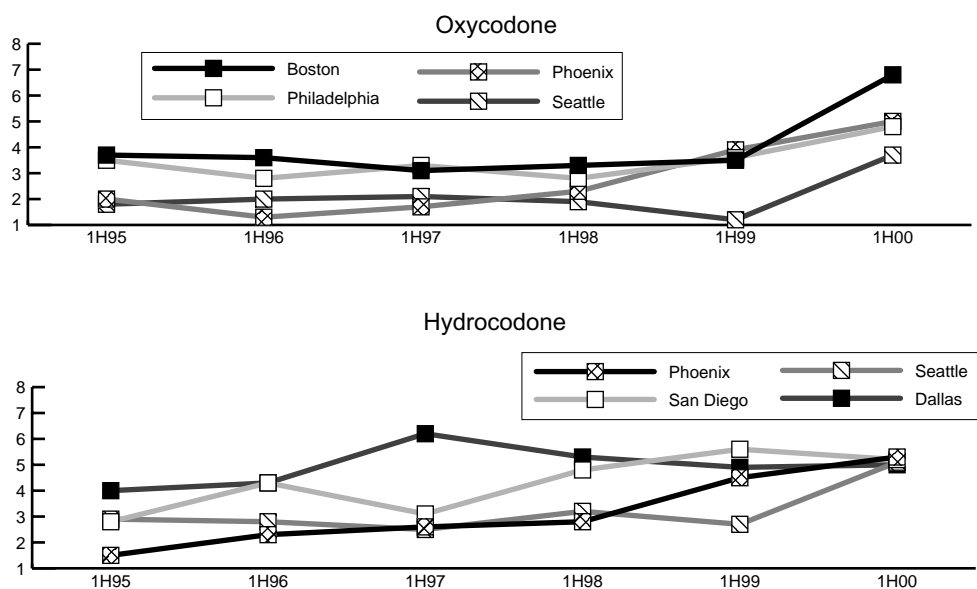 Oxycodone
8
7
6
5
4
3
2
1
Boston Phoenix
Philadelphia Seattle
1H95 1H96 1H97 1H98 1H99 1H00
Hydrocodone
8
7
6
5
4
3
2
1
Phoenix Seattle
San Diego Dallas
1H95 1H96 1H97 1H98 1H99 1H00